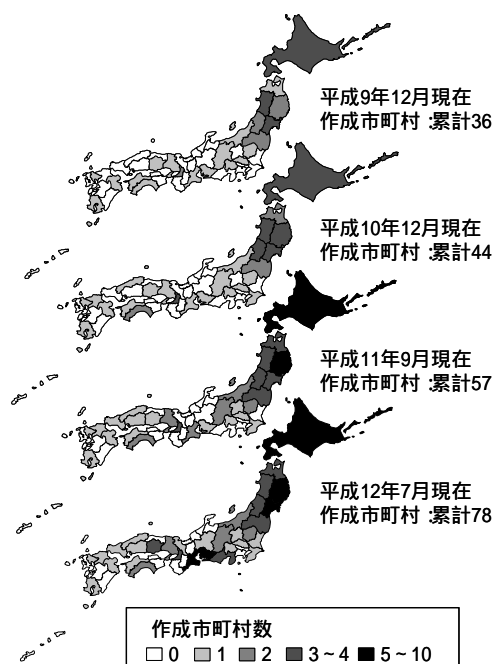 平成9年12月現在
作成市町村：累計36
平成10年12月現在
作成市町村：累計44
平成11年9月現在
作成市町村：累計57
平成12年7月現在
作成市町村：累計78
作成市町村数
0 1 2 3～4 5～10